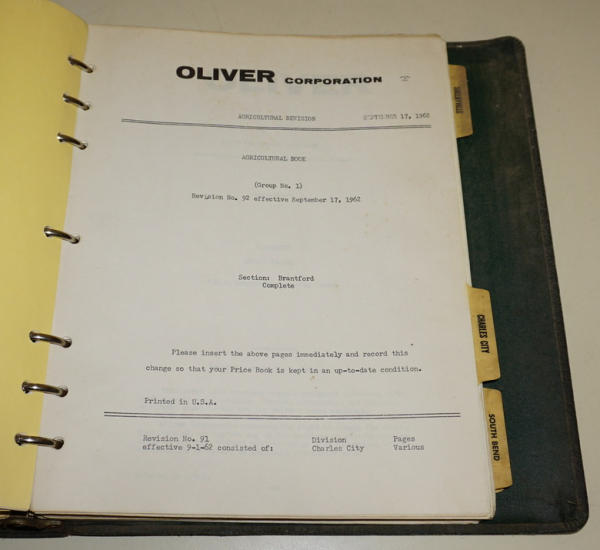 OLIVER CORPORATION
AGRICULTURAL REVISION SEPTEMBER 17, 1962
AGRICULTURAL BOOK
(Group No. 1)
Revision No. 92 effective September 17, 1962
Section: Brantford
Complete
Please insert the above pages immediately and record this
change so that your Price Book is kept in an up-to-date condition.
Printed in U.S.A.
Revision No. 91 Division Pages
effective 9-1-62 consisted of: Charles City Various
SHELBYVILLE
CHARLES CITY
SOUTH BEND